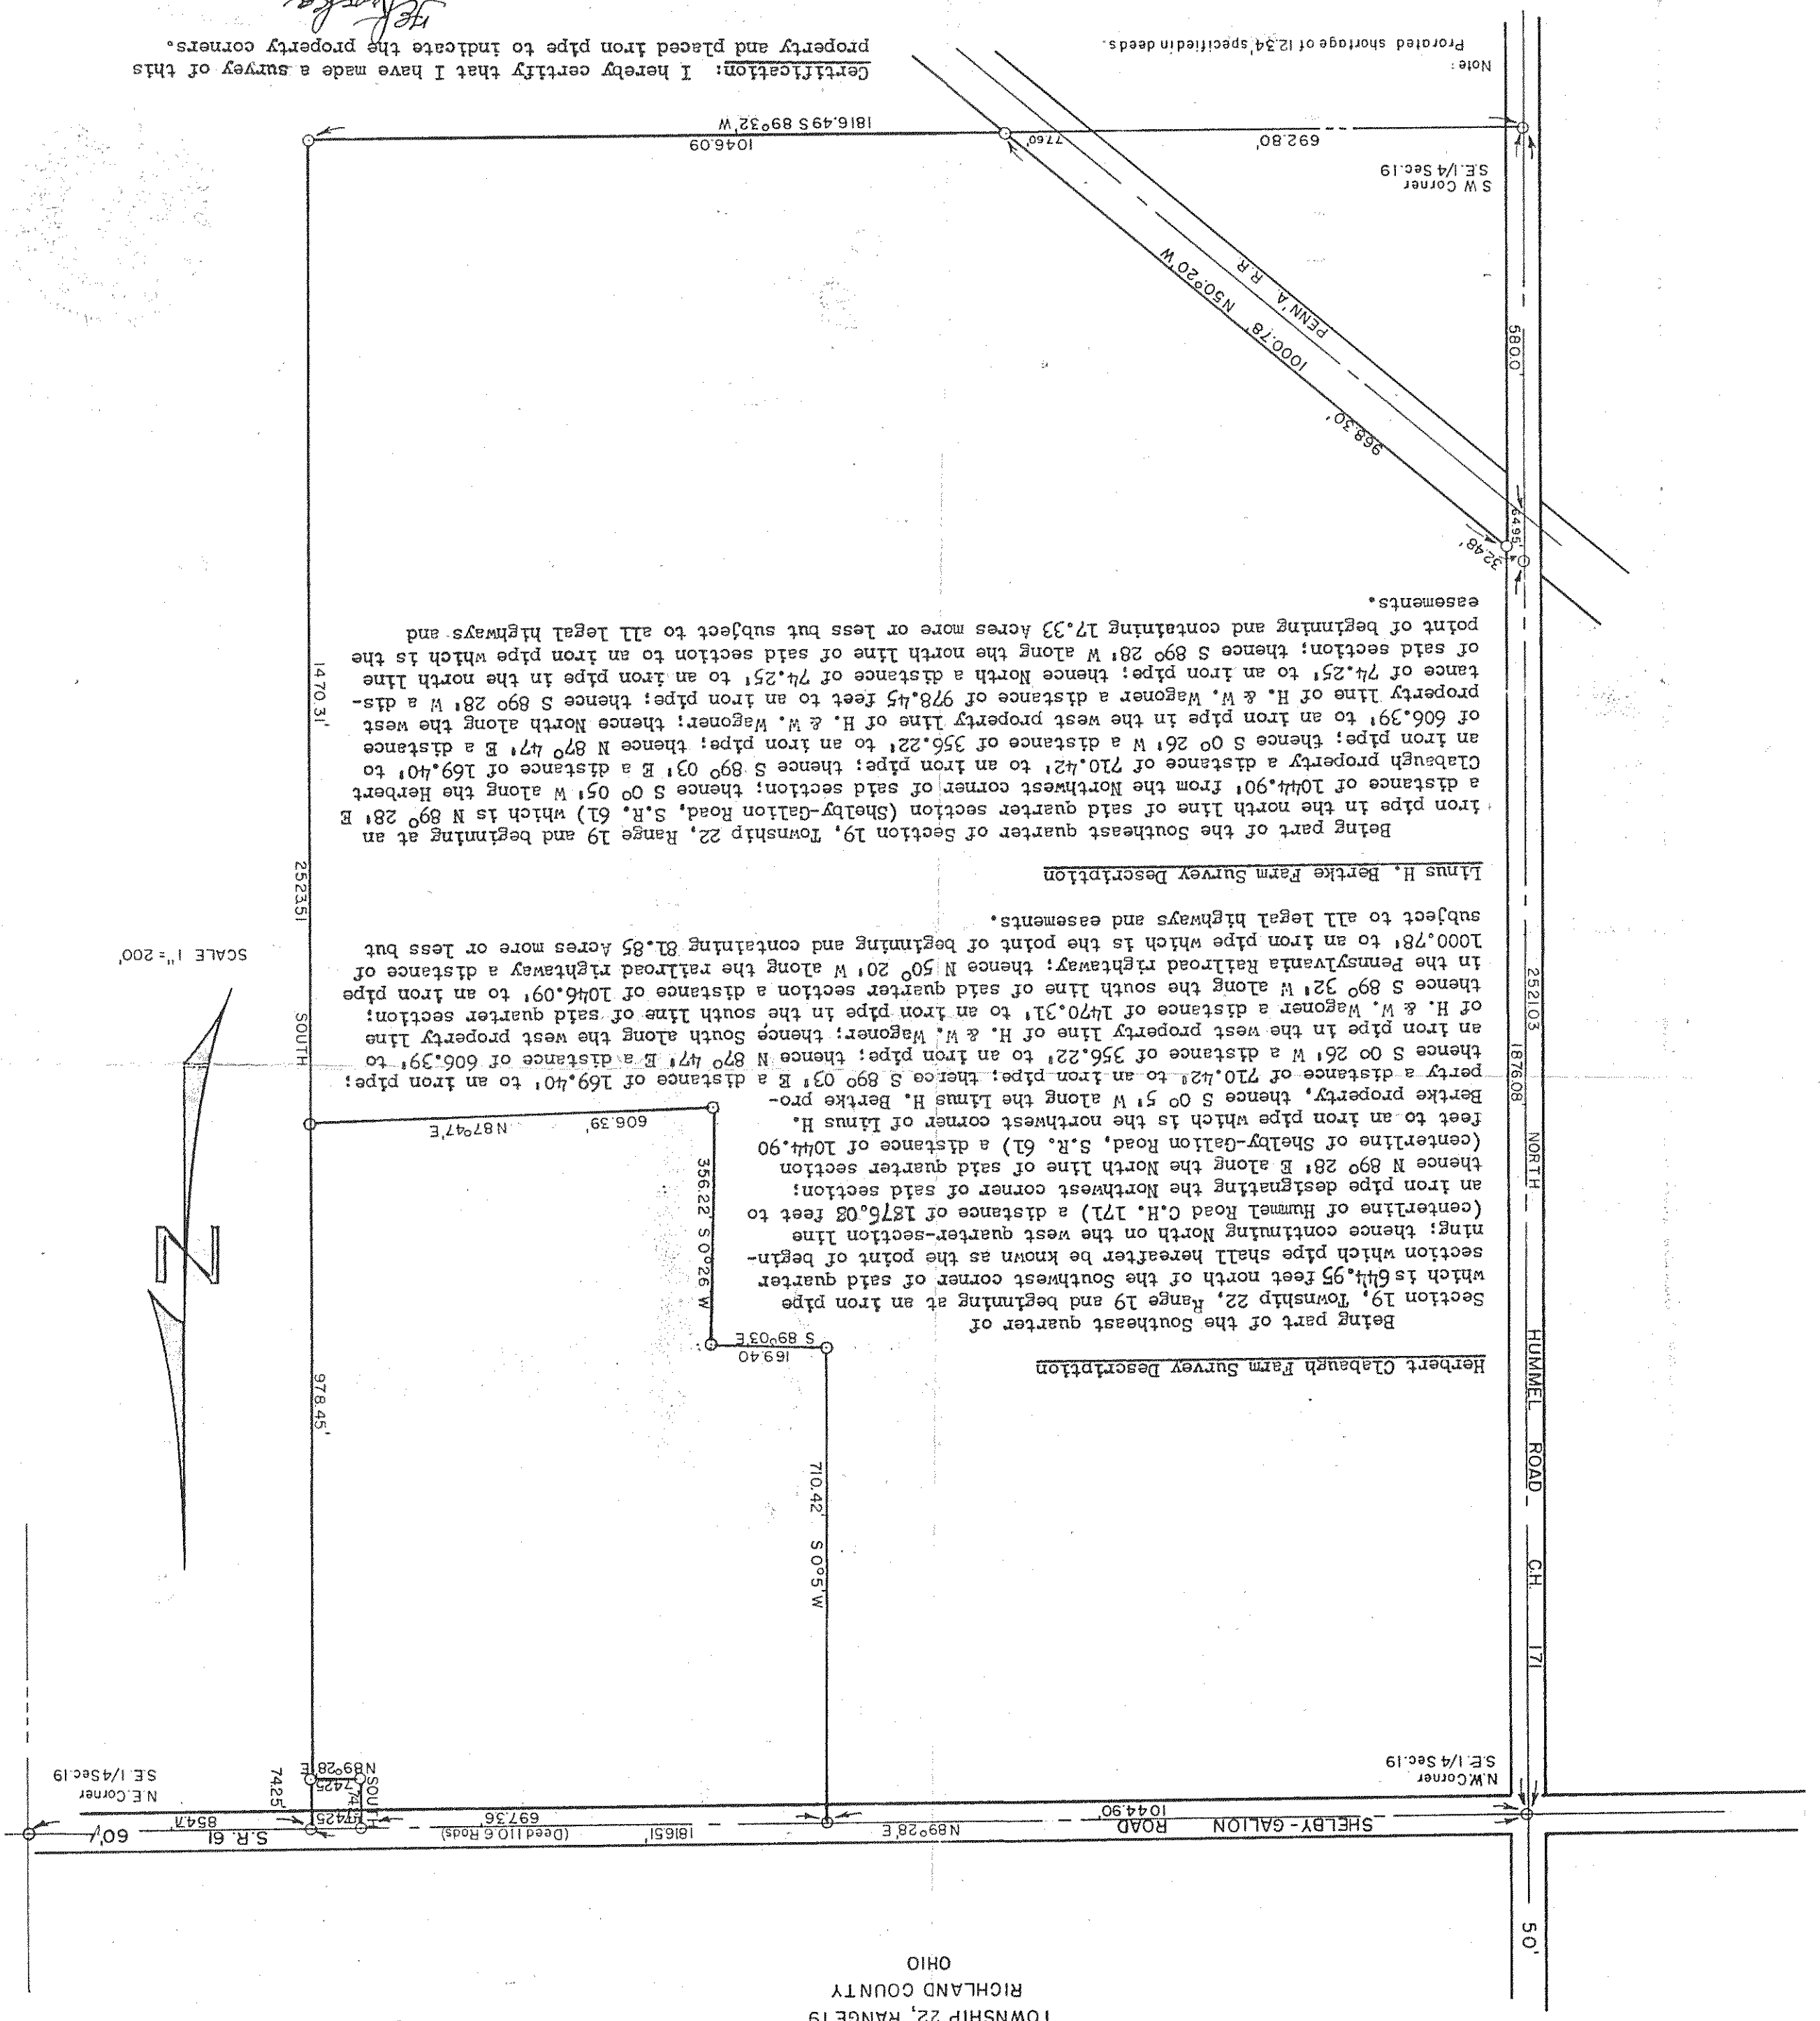 TOWNSHIP 22, RANGE 19
RICHLAND COUNTY
OHIO
50'
SHELBY-GALION ROAD
1044.90
N89°28'E
1816.51'
(Deed 110.6 Rods)
697.36
74.25
S.R. 61
854.7'
60'
N.W. Corner
S.E. 1/4 Sec. 19
SOUTH
74.25
N89°28'E
74.25'
N.E. Corner
S.E. 1/4 Sec. 19
HUMMEL ROAD C.H. 171
NORTH
2521.03
1876.08'
710.42' S 0°5' W
169.40
S 89°03'E
356.22' S 0°26' W
606.39' N 87°47'E
978.45'
SOUTH
2523.51
1470.31'
SCALE 1"=200'
Herbert Clabaugh Farm Survey Description
Being part of the Southeast quarter of
Section 19, Township 22, Range 19 and beginning at an iron pipe
which is 644.95 feet north of the Southwest corner of said quarter
section which pipe shall hereafter be known as the point of begin-
ning; thence continuing North on the west quarter-section line
(centerline of Hummel Road C.H. 171) a distance of 1876.03 feet to
an iron pipe designating the Northwest corner of said section;
thence N 89° 28' E along the North line of said quarter section
(centerline of Shelby-Galion Road, S.R. 61) a distance of 1044.90
feet to an iron pipe which is the northwest corner of Linus H.
Bertke property, thence S 0° 5' W along the Linus H. Bertke pro-
perty a distance of 710.42' to an iron pipe; thence S 89° 03' E a distance of 169.40' to an iron pipe;
thence S 0° 26' W a distance of 356.22' to an iron pipe; thence N 87° 47' E a distance of 606.39' to
an iron pipe in the west property line of H. & W. Wagoner; thence South along the west property line
of H. & W. Wagoner a distance of 1470.31' to an iron pipe in the south line of said quarter section;
thence S 89° 32' W along the south line of said quarter section a distance of 1046.09' to an iron pipe
in the Pennsylvania Railroad rightaway; thence N 50° 20' W along the railroad rightaway a distance of
1000.78' to an iron pipe which is the point of beginning and containing 81.85 Acres more or less but
subject to all legal highways and easements.
Linus H. Bertke Farm Survey Description
Being part of the Southeast quarter of Section 19, Township 22, Range 19 and beginning at an
iron pipe in the north line of said quarter section (Shelby-Galion Road, S.R. 61) which is N 89° 28' E
a distance of 1044.90' from the Northwest corner of said section; thence S 0° 05' W along the Herbert
Clabaugh property a distance of 710.42' to an iron pipe; thence S 89° 03' E a distance of 169.40' to
an iron pipe; thence S 0° 26' W a distance of 356.22' to an iron pipe; thence N 87° 47' E a distance
of 606.39' to an iron pipe in the west property line of H. & W. Wagoner; thence North along the west
property line of H. & W. Wagoner a distance of 978.45 feet to an iron pipe; thence S 89° 28' W a dis-
tance of 74.25' to an iron pipe; thence North a distance of 74.25' to an iron pipe in the north line
of said section; thence S 89° 28' W along the north line of said section to an iron pipe which is the
point of beginning and containing 17.33 Acres more or less but subject to all legal highways and
easements.
32.48'
64.95'
968.30'
580.0'
1000.78' N50°20'W
PENN'A. R.R.
SW Corner
S.E. 1/4 Sec. 19
692.80'
77.60'
1046.09
1816.49 S 89°32' W
Note:
Prorated shortage of 12.34' specified in deeds.
Certification: I hereby certify that I have made a survey of this
property and placed iron pipe to indicate the property corners.